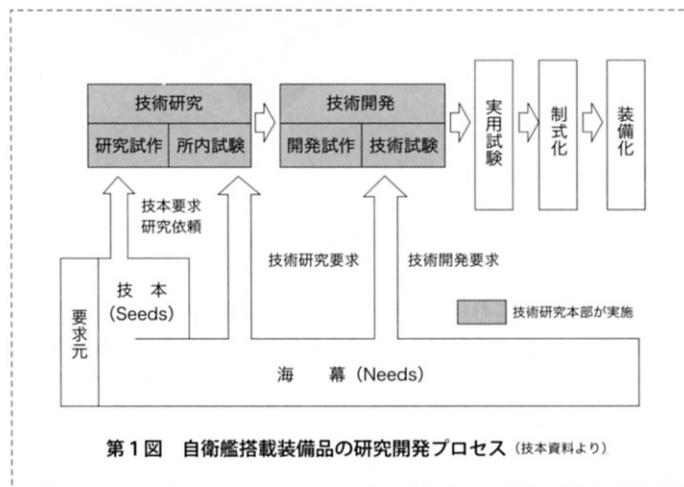 技術研究
研究試作
所内試験
技術開発
開発試作
技術試験
実用試験
制式化
装備化
技本要求
研究依頼
技術研究要求
技術開発要求
要求元
技　本
(Seeds)
技術研究本部が実施
海　　幕 (Needs)
第1図　自衛艦搭載装備品の研究開発プロセス (技本資料より)